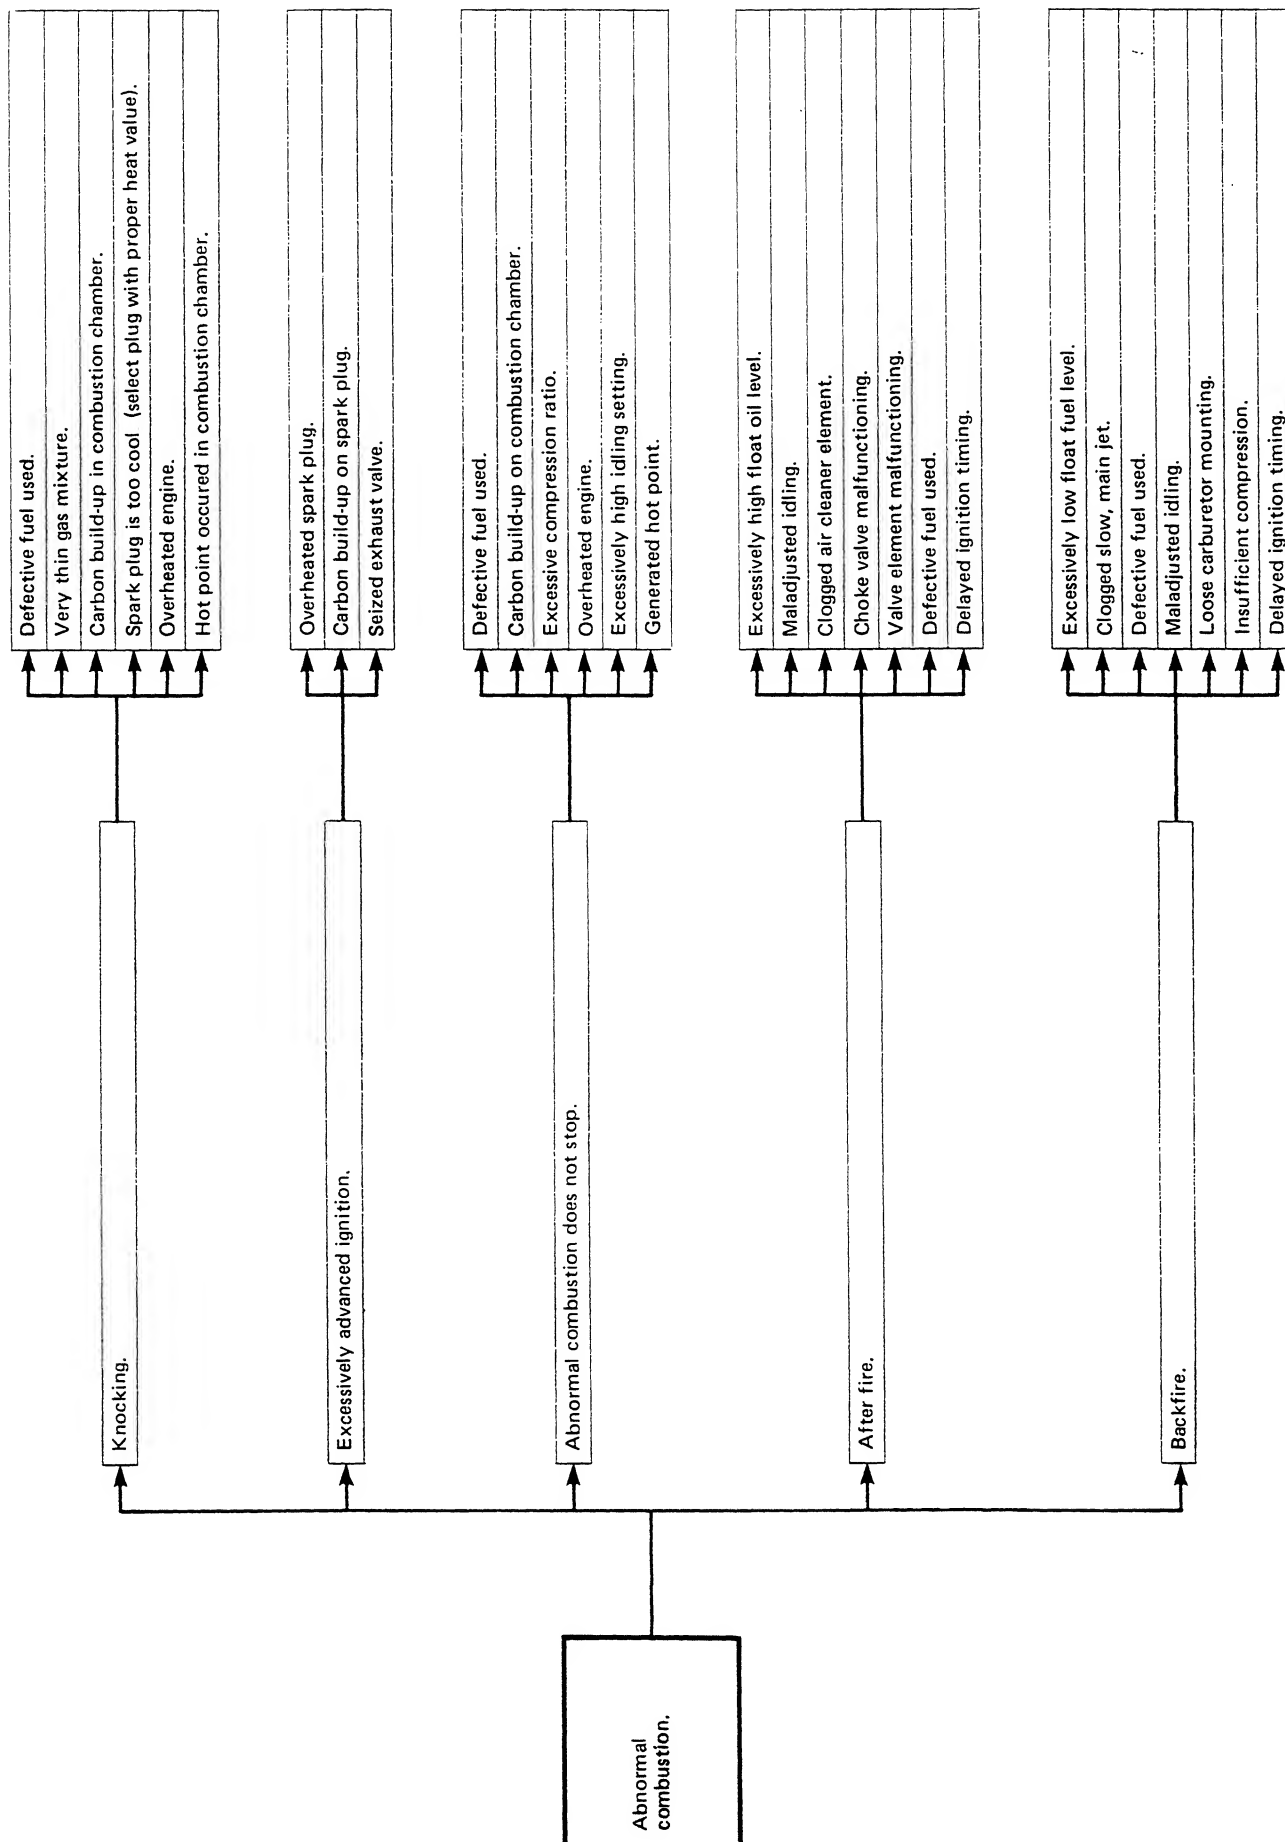 Abnormal
combustion.
Knocking.
Defective fuel used.
Very thin gas mixture.
Carbon build-up in combustion chamber.
Spark plug is too cool (select plug with proper heat value).
Overheated engine.
Hot point occured in combustion chamber.
Excessively advanced ignition.
Overheated spark plug.
Carbon build-up on spark plug.
Seized exhaust valve.
Abnormal combustion does not stop.
Defective fuel used.
Carbon build-up on combustion chamber.
Excessive compression ratio.
Overheated engine.
Excessively high idling seting.
Generated hot point.
After fire.
Excessively high float oil level.
Maladjusted idling.
Clogged air cleaner element.
Choke valve malfunctioning.
Valve element malfunctioning.
Defective fuel used.
Delayed ignition timing.
Backfire.
Excessively low float fuel level.
Clogged slow, main jet.
Defective fuel used.
Maladjusted idling.
Loose carburetor mounting.
Insufficient compression.
Delayed ignition timing.